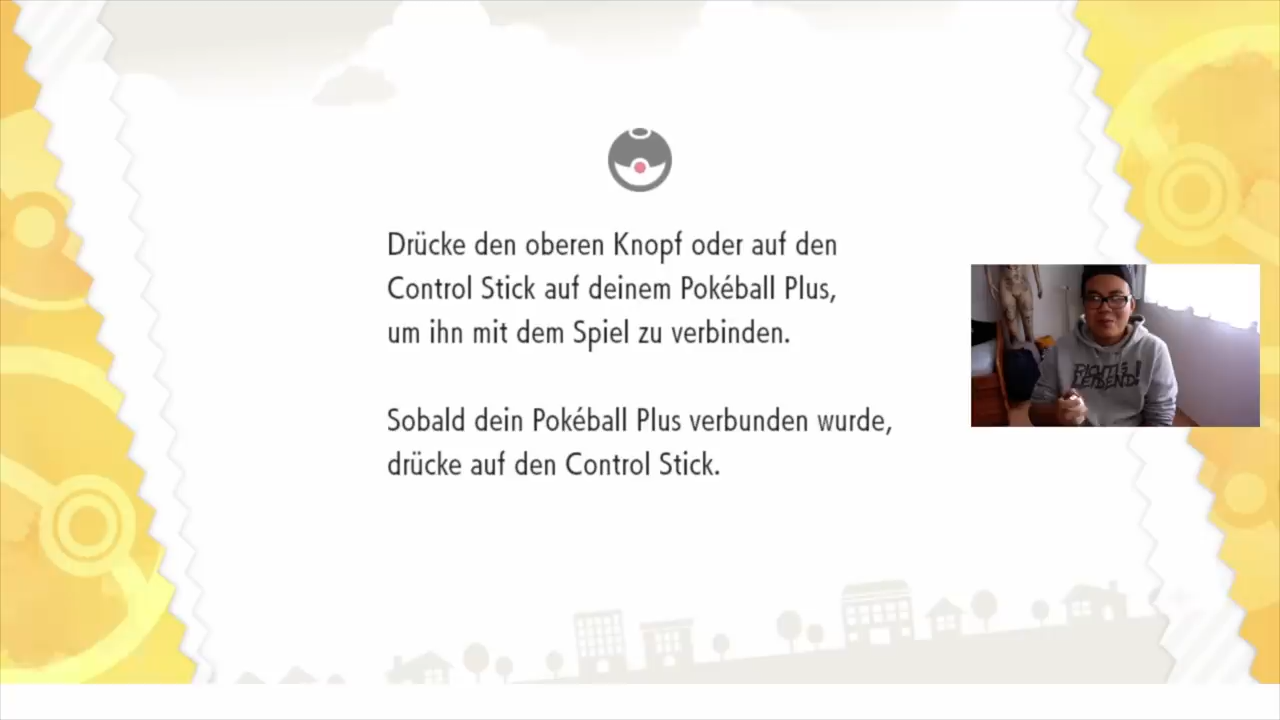 Drücke den oberen Knopf oder auf den
Control Stick auf deinem Pokéball Plus,
um ihn mit dem Spiel zu verbinden.
Sobald dein Pokéball Plus verbunden wurde,
drücke auf den Control Stick.